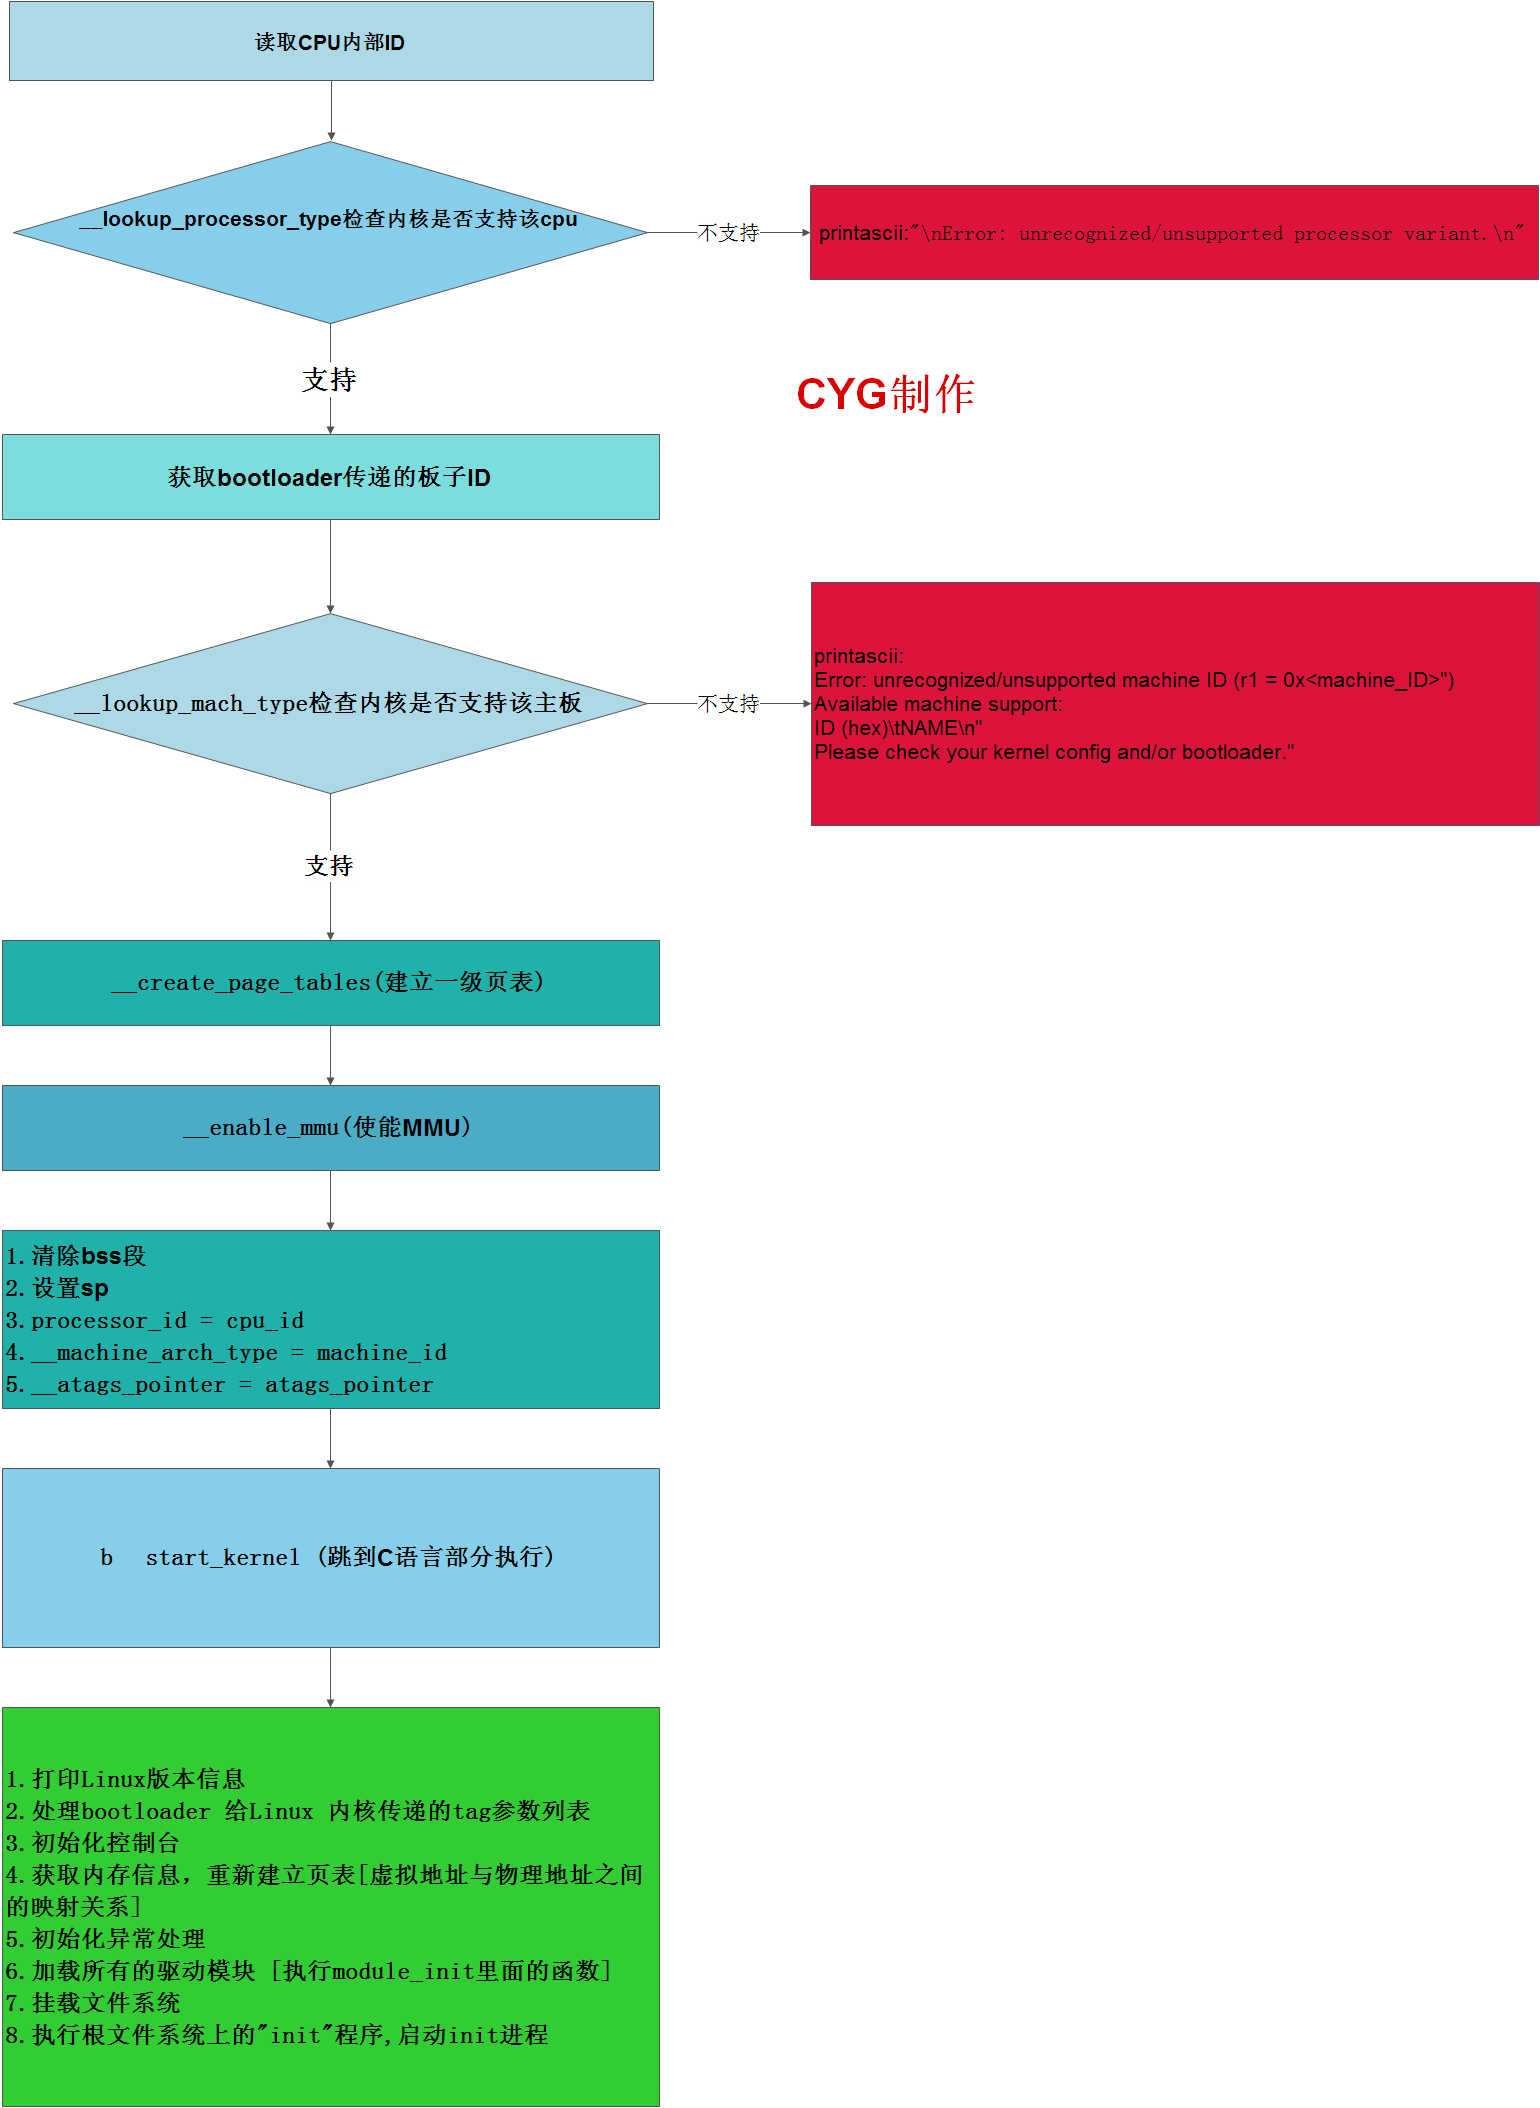 读取CPU内部ID
__lookup_processor_type检查内核是否支持该cpu
不支持
printascii:"\nError: unrecognized/unsupported processor variant.\n"
支持
CYG制作
获取bootloader传递的板子ID
__lookup_mach_type检查内核是否支持该主板
不支持
printascii:
Error: unrecognized/unsupported machine ID (r1 = 0x<machine_ID>")
Available machine support:
ID (hex)\tNAME\n"
Please check your kernel config and/or bootloader."
支持
__create_page_tables(建立一级页表)
__enable_mmu(使能MMU)
1.清除bss段
2.设置sp
3.processor_id = cpu_id
4.__machine_arch_type = machine_id
5.__atags_pointer = atags_pointer
b start_kernel (跳到C语言部分执行)
1.打印Linux版本信息
2.处理bootloader 给Linux 内核传递的tag参数列表
3.初始化控制台
4.获取内存信息，重新建立页表[虚拟地址与物理地址之间
的映射关系]
5.初始化异常处理
6.加载所有的驱动模块 [执行module_init里面的函数]
7.挂载文件系统
8.执行根文件系统上的"init"程序,启动init进程